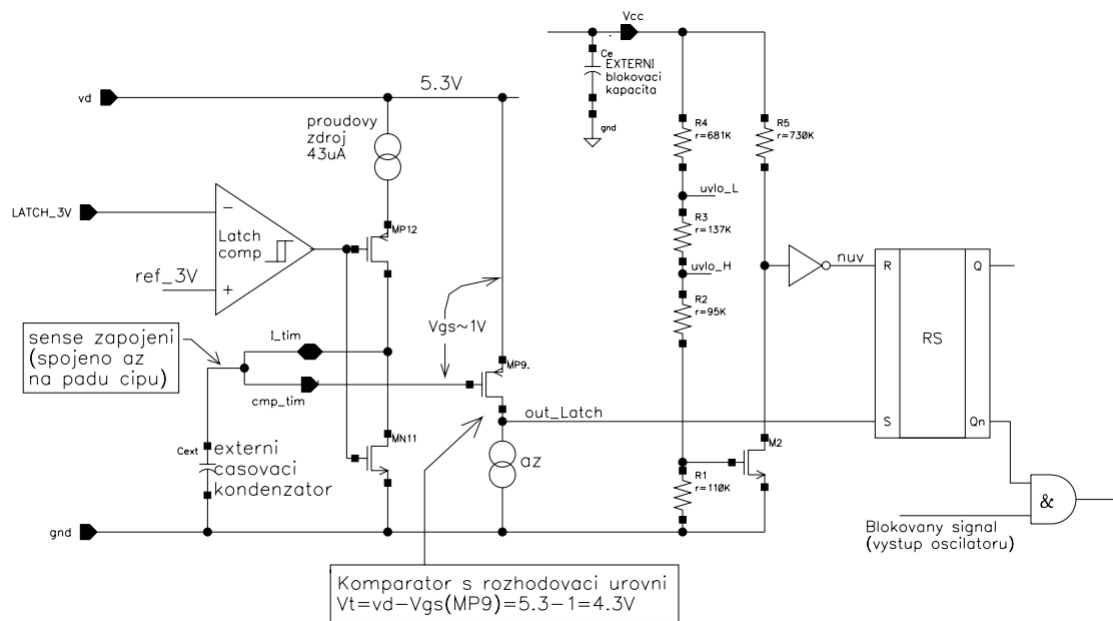 Vcc
Ce
EXTERNI
blokovaci
kapacita
gnd
vd
5.3V
proudovy
zdroj
43uA
R4
r=681K
R5
r=730K
uvlo_L
LATCH_3V
MP12
R3
r=137K
Latch
comp
uvlo_H
nuv
R
Q
ref_3V
R2
r=95K
Vgs~1V
RS
sense zapojeni
(spojeno az
na padu cipu)
I_tim
MP9.
cmp_tim
out_Latch
S
Qn
MN11
M2
Cext
externi
casovaci
kondenzator
az
R1
r=110K
&
gnd
Blokovany signal
(vystup oscilatoru)
Komparator s rozhodovaci urovni
Vt=vd-Vgs(MP9)=5.3-1=4.3V